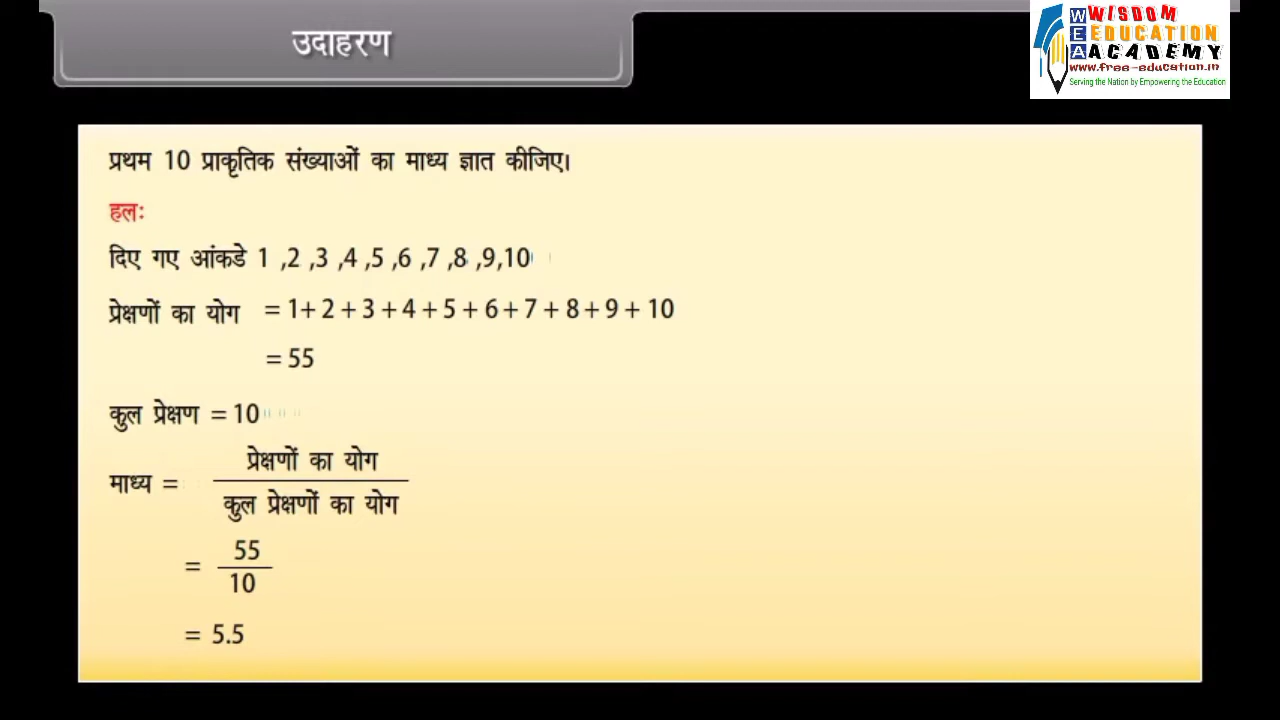 उदाहरण
WEA
WISDOM
EDUCATION
ACADEMY
www.free-education.in
Serving the Nation by Empowering the Education
प्रथम 10 प्राकृतिक संख्याओं का माध्य ज्ञात कीजिए।
हलः
दिए गए आंकडे 1 ,2 ,3 ,4 ,5 ,6 ,7 ,8 ,9,10
प्रेक्षणों का योग = 1+ 2 + 3 + 4 + 5 + 6 + 7 + 8 + 9 + 10
= 55
कुल प्रेक्षण = 10
प्रेक्षणों का योग
माध्य =
कुल प्रेक्षणों का योग
55
=
10
= 5.5